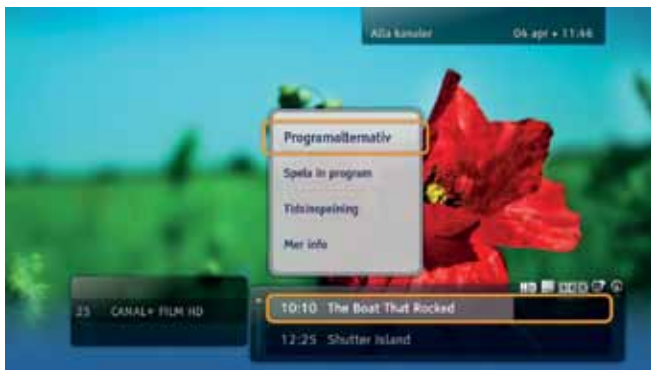 Alla kanaler 04 apr • 11:46
Programalternativ
Spela in program
Tidsinspelning
Mer info
HD
25 CANAL+ FILM HD
10:10 The Boat That Rocked
12:25 Shutter Island